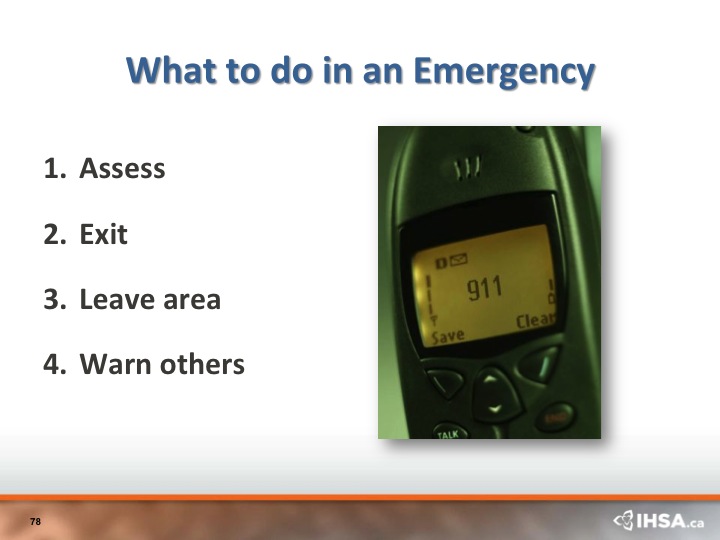 What to do in an Emergency
1. Assess
2. Exit
3. Leave area
4. Warn others
911
Save Clear
TALK
END
78
IHSA.ca